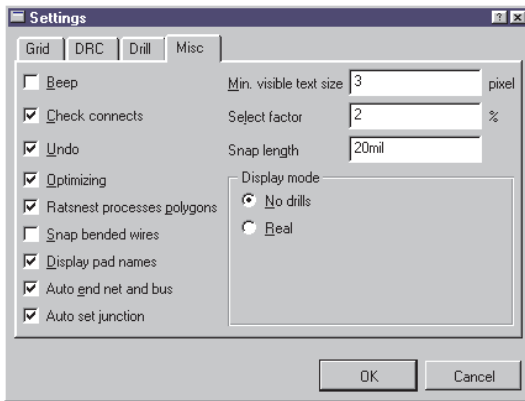 Settings
Grid DRC Drill Misc
Beep
Check connects
Undo
Optimizing
Ratsnest processes polygons
Snap bended wires
Display pad names
Auto end net and bus
Auto set junction
Min. visible text size 3 pixel
Select factor 2 %
Snap length 20mil
Display mode
No drills
Real
OK Cancel